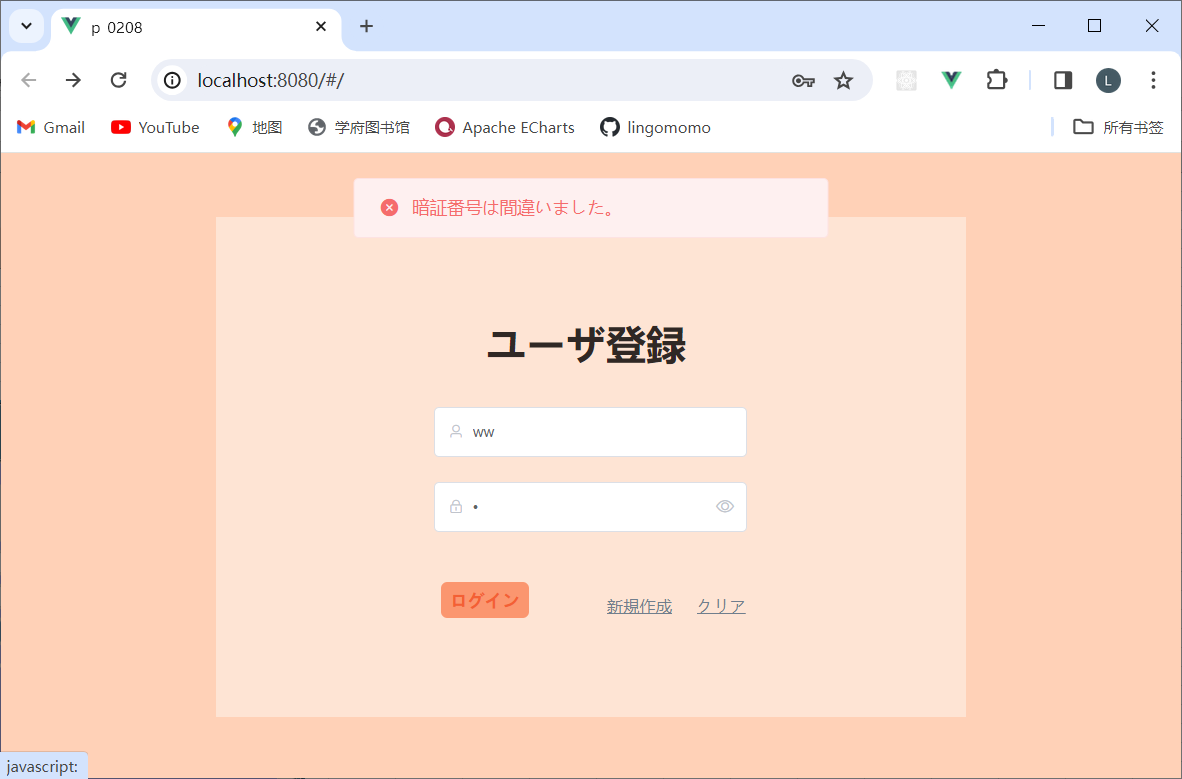 p_0208
localhost:8080/#/
L
Gmail YouTube 地图 学府图书馆 Apache ECharts lingomomo 所有书签
暗証番号は間違いました。
ユーザ登録
ww
•
ログイン 新規作成 クリア
javascript: